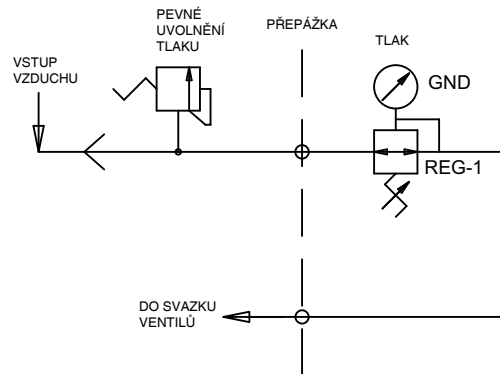 PEVNÉ
UVOLNĚNÍ
TLAKU
PŘEPÁŽKA
TLAK
VSTUP
VZDUCHU
GND
REG-1
DO SVAZKU
VENTILŮ